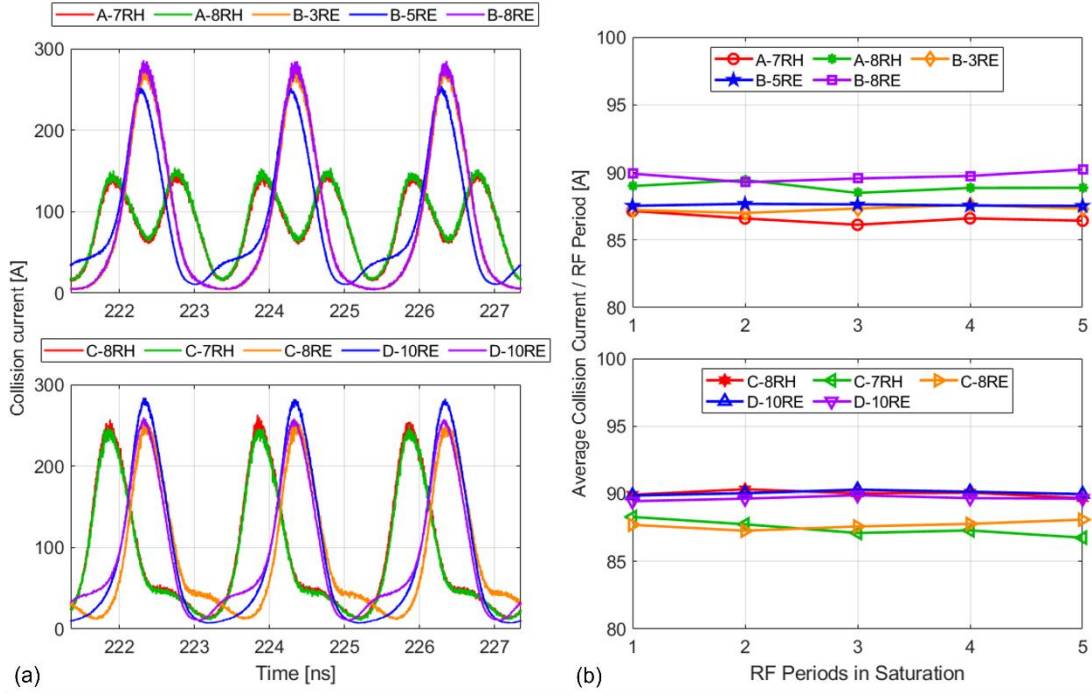 A-7RH A-8RH B-3RE B-5RE B-8RE
300
200
100
0
222 223 224 225 226 227
C-8RH C-7RH C-8RE D-10RE D-10RE
300
200
100
0
222 223 224 225 226 227
Collision current [A]
Time [ns]
(a)
100
95
90
85
80
A-7RH A-8RH B-3RE
B-5RE B-8RE
1 2 3 4 5
100
95
90
85
80
C-8RH C-7RH C-8RE
D-10RE D-10RE
1 2 3 4 5
Average Collision Current / RF Period [A]
RF Periods in Saturation
(b)